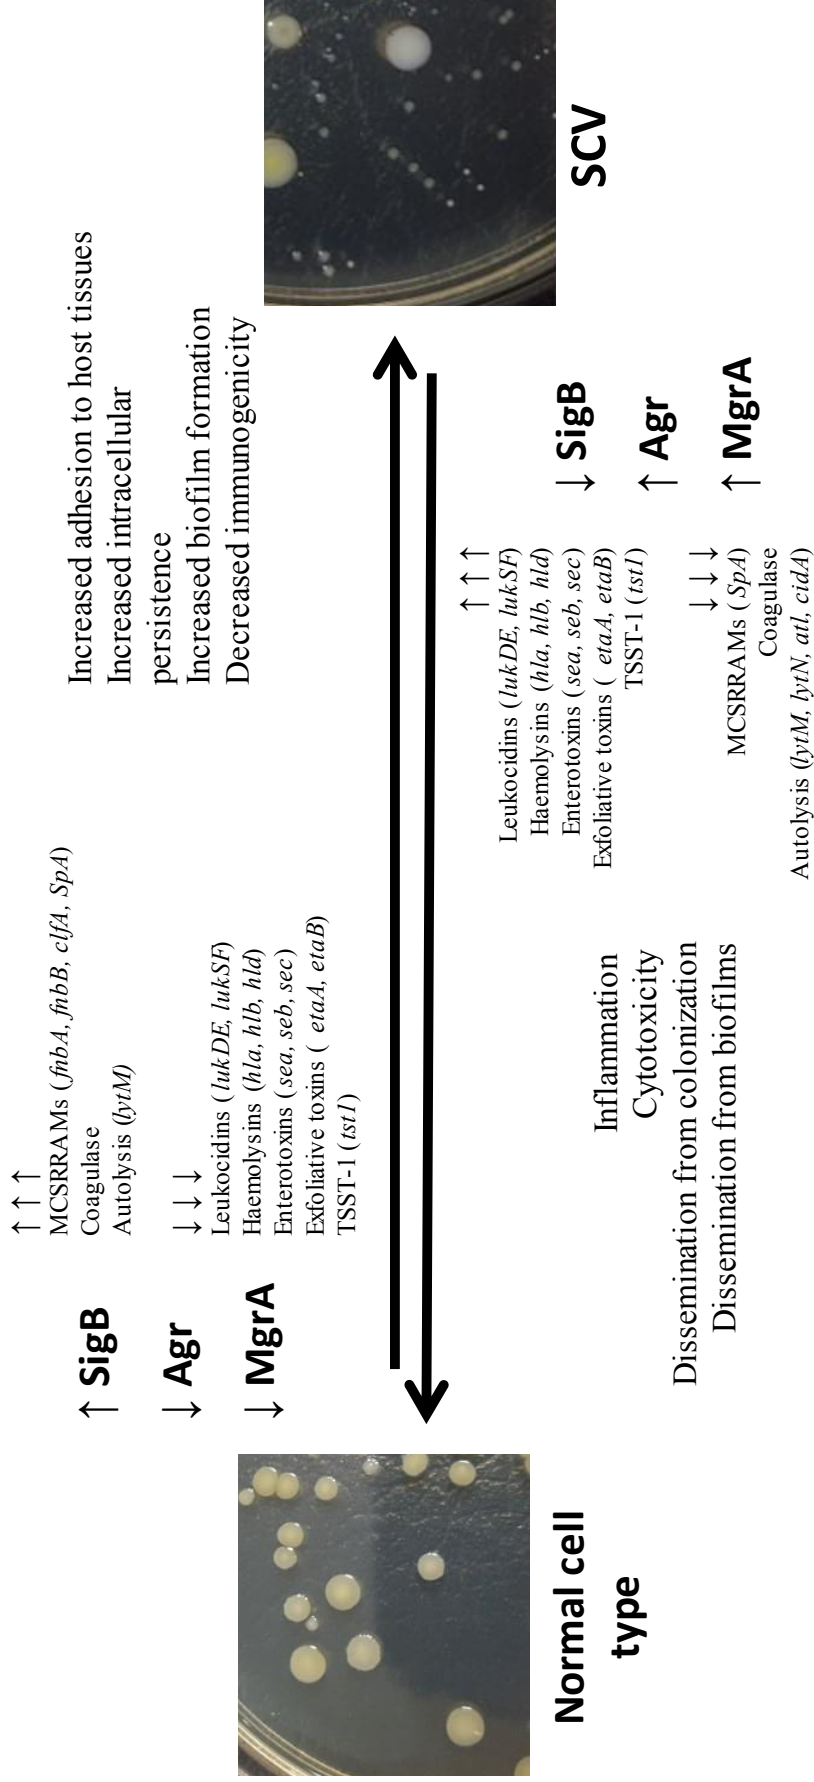 ↑ SigB
↓ Agr
↓ MgrA
↑↑↑
MCSRRAMs (fnbA, fnbB, clfA, SpA)
Coagulase
Autolysis (lytM)
↓↓↓
Leukocidins ( lukDE, lukSF)
Haemolysins (hla, hlb, hld)
Enterotoxins (sea, seb, sec)
Exfoliative toxins ( etaA, etaB)
TSST-1 (tst1)
Increased adhesion to host tissues
Increased intracellular
persistence
Increased biofilm formation
Decreased immunogenicity
Normal cell
type
SCV
Inflammation
Cytotoxicity
Dissemination from colonization
Dissemination from biofilms
↑↑↑
Leukocidins ( lukDE, lukSF)
Haemolysins (hla, hlb, hld)
Enterotoxins (sea, seb, sec)
Exfoliative toxins ( etaA, etaB)
TSST-1 (tst1)
↓↓↓
MCSRRAMs ( SpA)
Coagulase
Autolysis (lytM, lytN, atl, cidA)
↓ SigB
↑ Agr
↑ MgrA